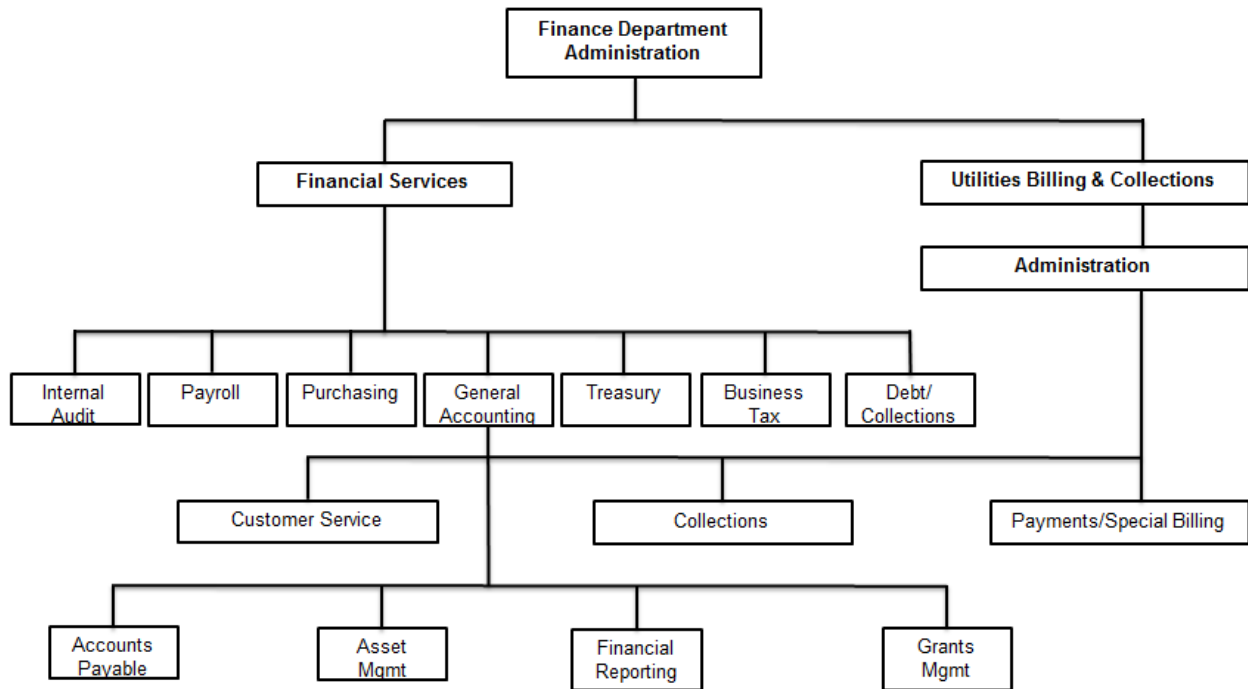 Finance Department
Administration
Financial Services
Utilities Billing & Collections
Administration
Internal
Audit
Payroll
Purchasing
General
Accounting
Treasury
Business
Tax
Debt/
Collections
Customer Service
Collections
Payments/Special Billing
Accounts
Payable
Asset
Mgmt
Financial
Reporting
Grants
Mgmt